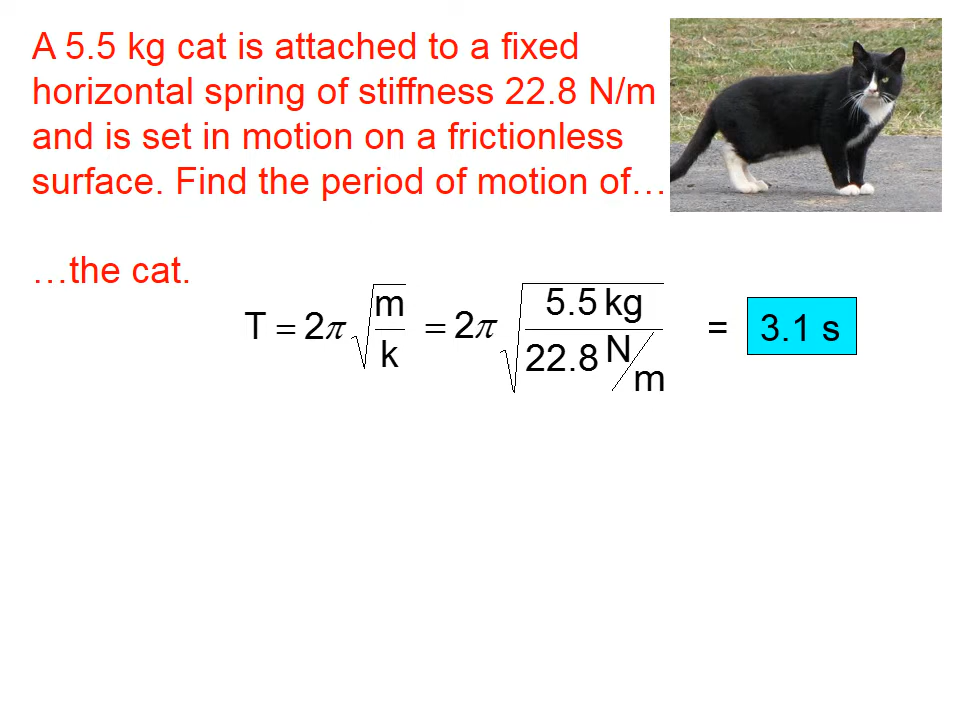 A 5.5 kg cat is attached to a fixed
horizontal spring of stiffness 22.8 N/m
and is set in motion on a frictionless
surface. Find the period of motion of…
…the cat.
T = 2π √(m/k) = 2π √(5.5 kg / 22.8 N/m) = 3.1 s